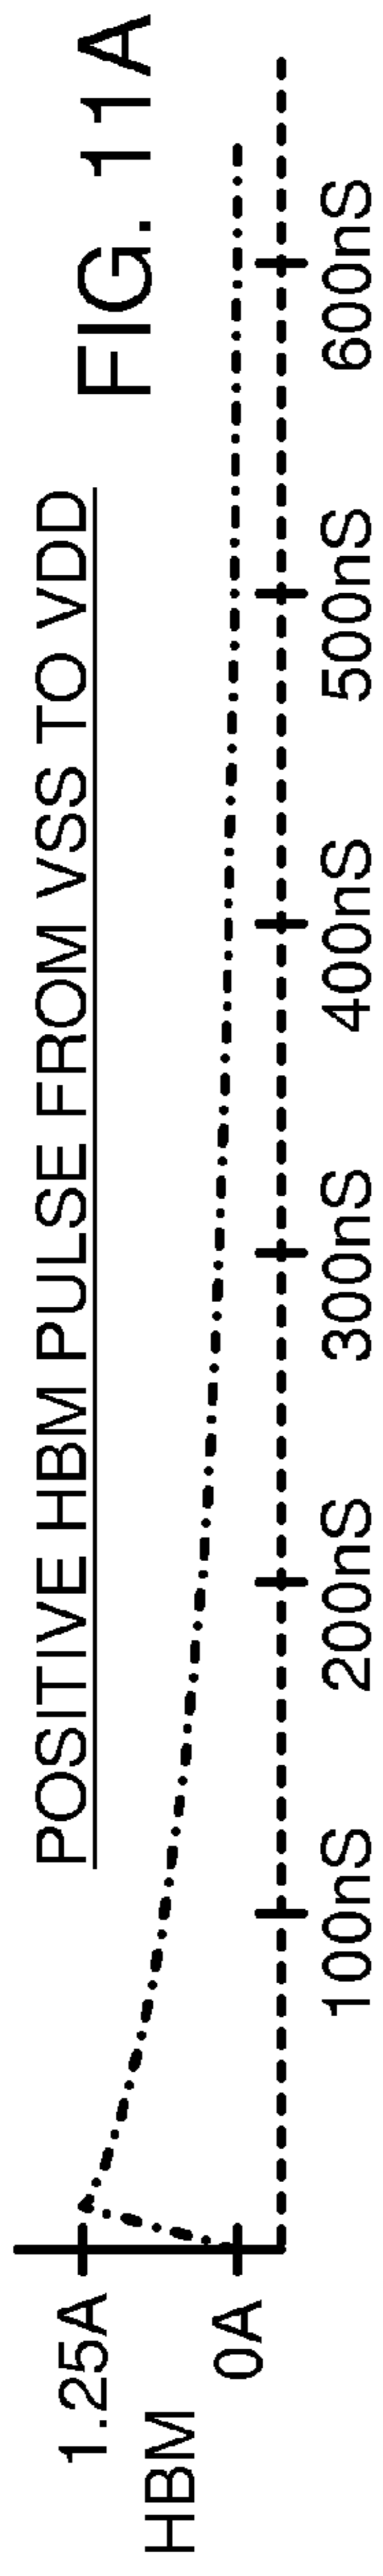 POSITIVE HBM PULSE FROM VSS TO VDD
FIG. 11A
1.25A
HBM
0A
100nS
200nS
300nS
400nS
500nS
600nS